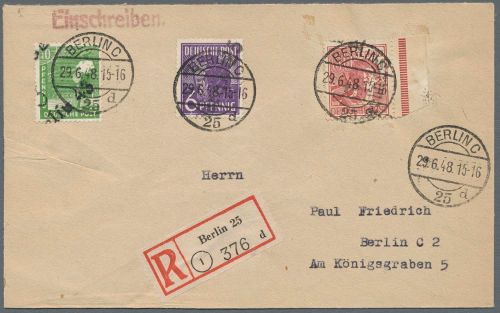 Einschreiben.
BERLIN C
29.6.48.15-16
25 d
PFENNIG
DEUTSCHE POST
BERLIN C
29.6.48.15-16
25 d
DEUTSCHE POST
6 PFENNIG
BERLIN C
29.6.48.15-16
BERLIN C
29.6.48.15-16
25 d
Herrn
Paul Friedrich
Berlin C 2
Am Königsgraben 5
R
Berlin 25
1 376 d